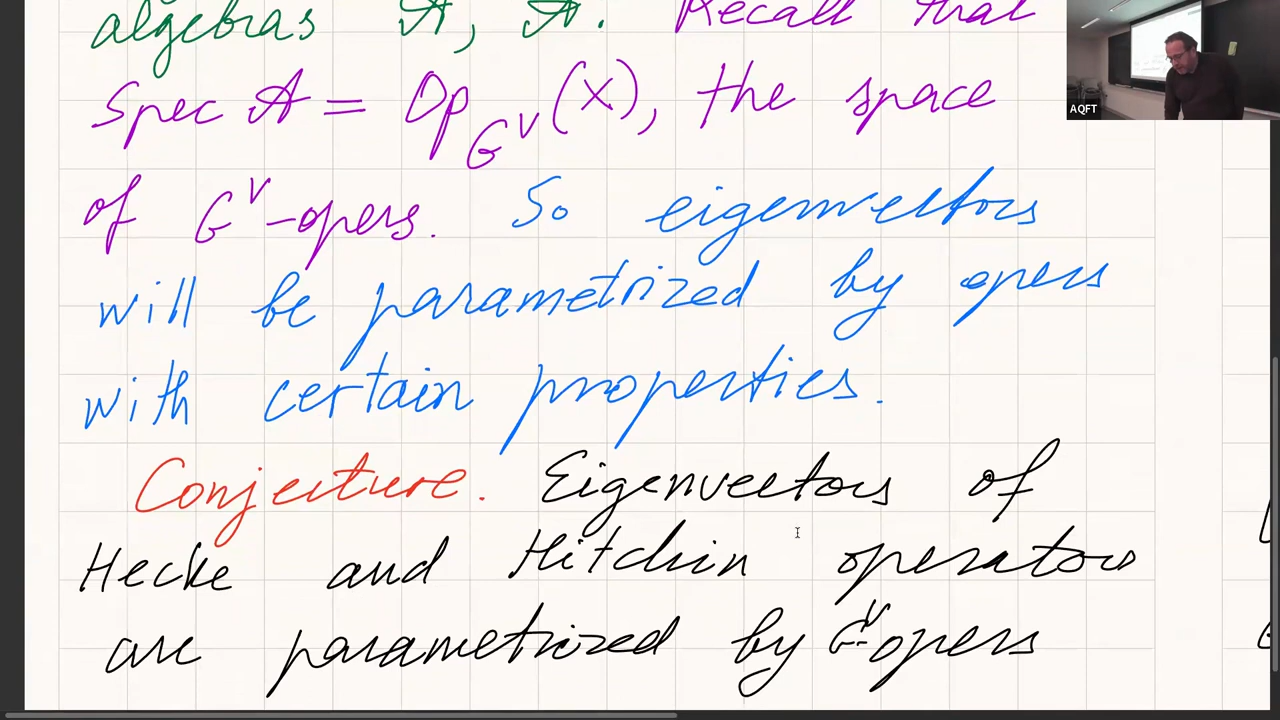 algebras 𝒜, 𝒜̄. Recall that
Spec 𝒜 = Op_{G^∨}(X), the space
of G^∨-opers. So eigenvectors
will be parametrized by opers
with certain properties.
Conjecture. Eigenvectors of
Hecke and Hitchin operators
are parametrized by G^∨-opers
AQFT